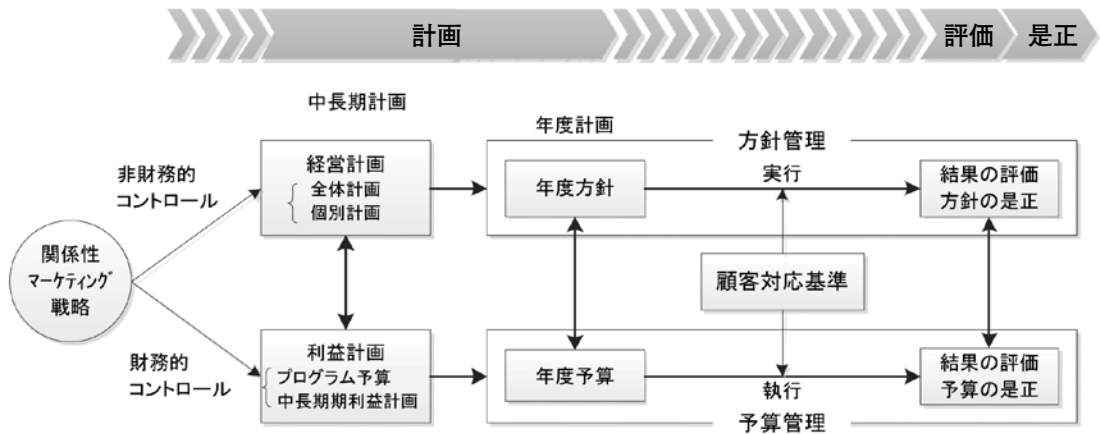 計画
評価
是正
中長期計画
年度計画
方針管理
非財務的
コントロール
経営計画
全体計画
個別計画
年度方針
実行
結果の評価
方針の是正
関係性
マーケティング
戦略
顧客対応基準
財務的
コントロール
利益計画
プログラム予算
中長期期利益計画
年度予算
執行
結果の評価
予算の是正
予算管理